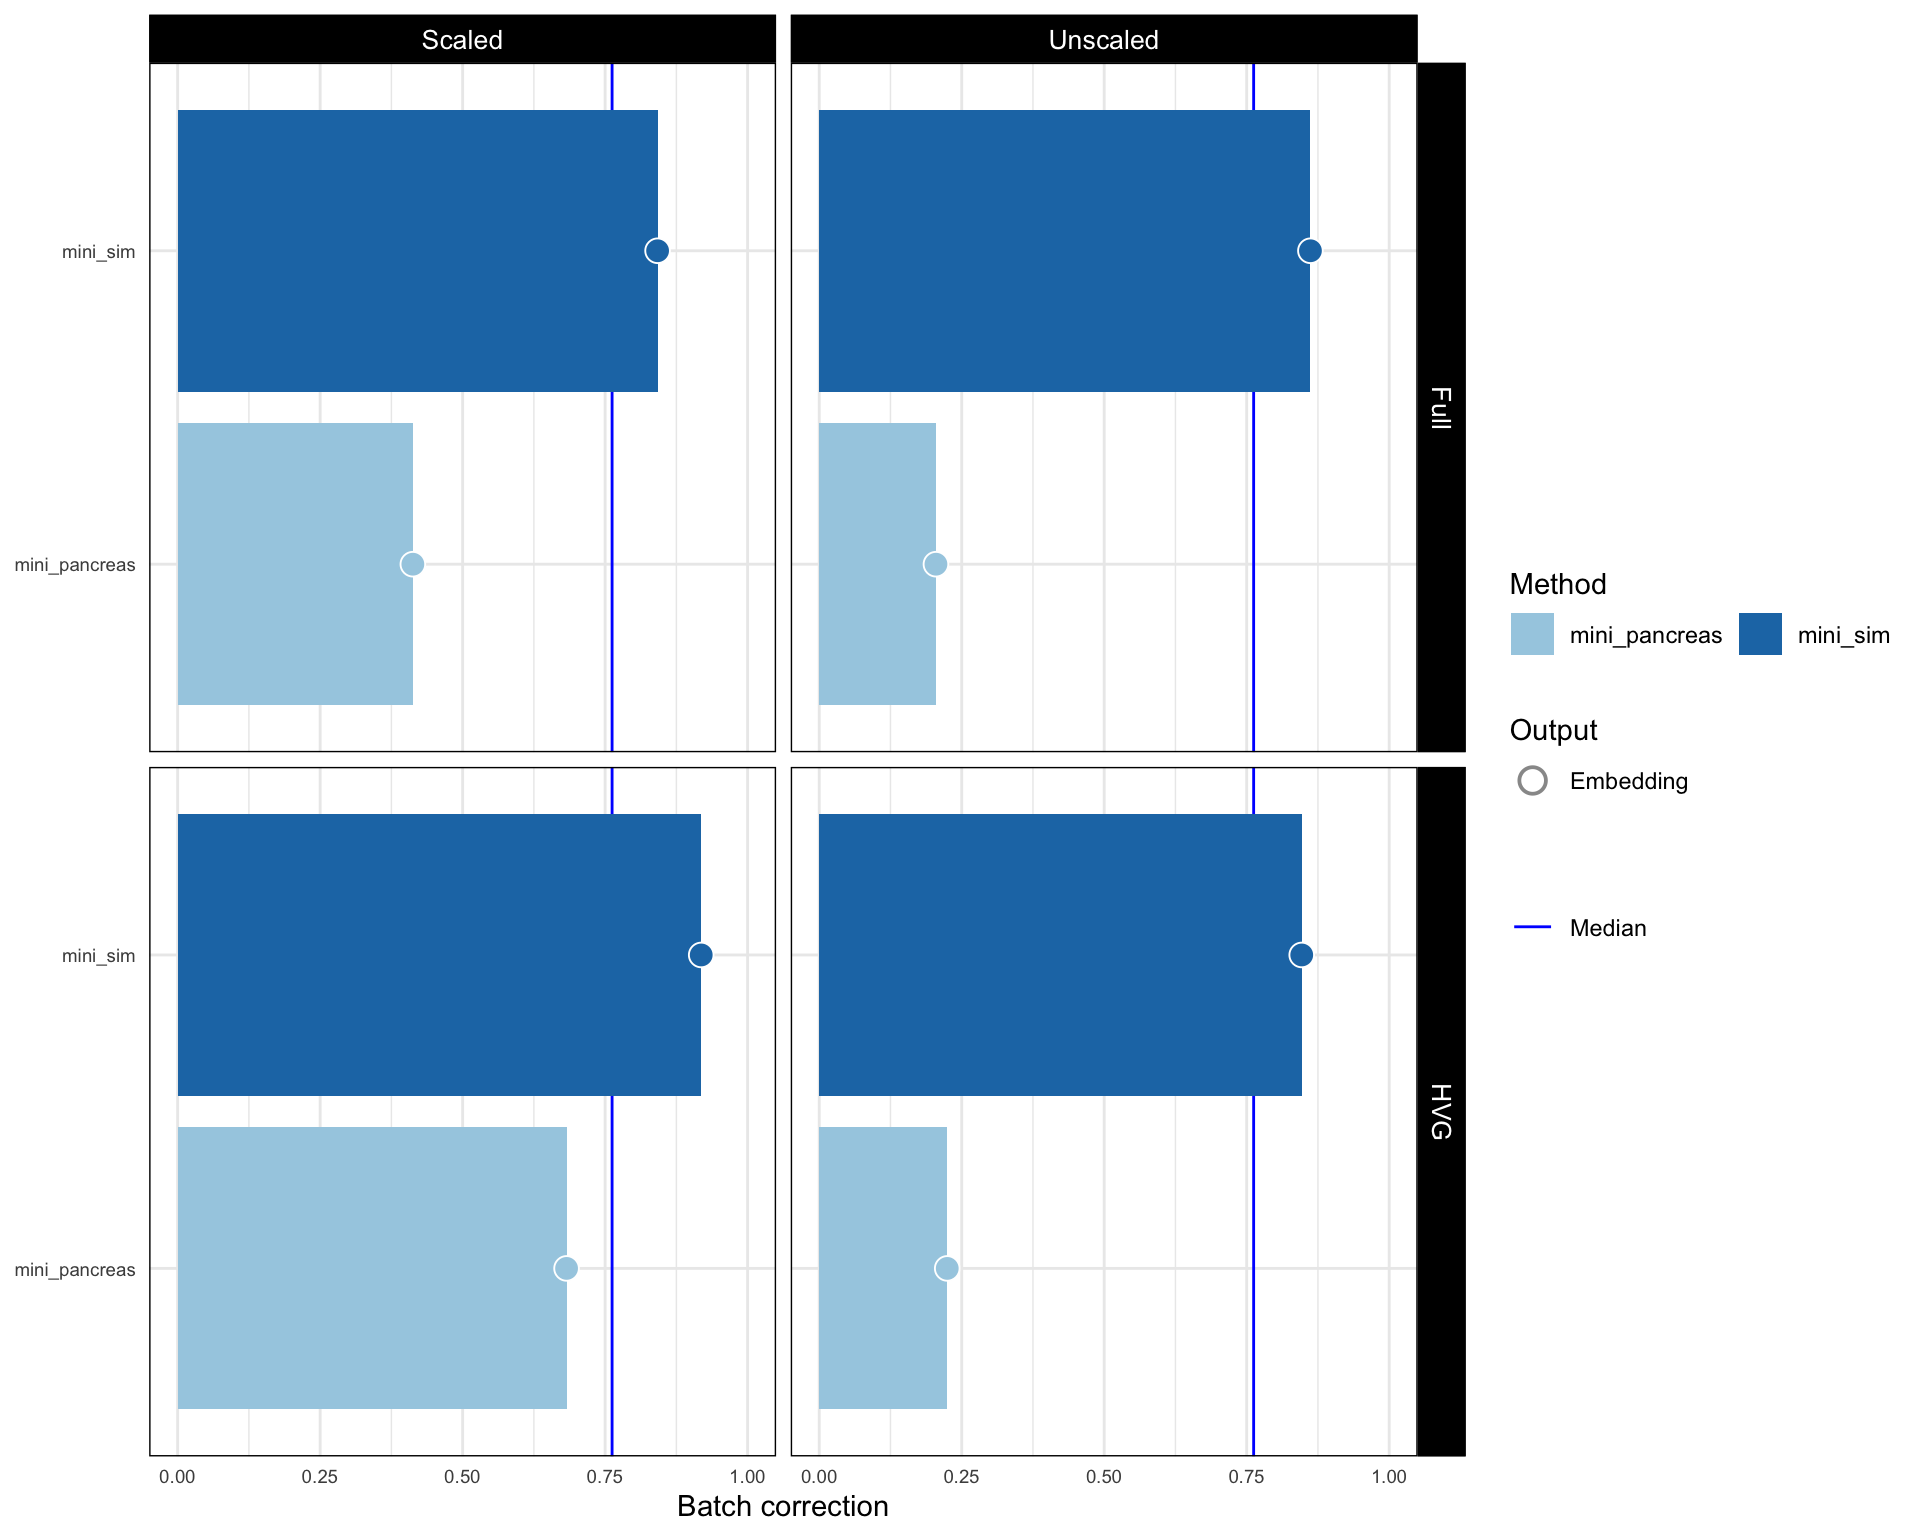 Scaled
Unscaled
Full
mini_sim
mini_pancreas
HVG
mini_sim
mini_pancreas
0.00 0.25 0.50 0.75 1.00 0.00 0.25 0.50 0.75 1.00
Batch correction
Method
mini_pancreas mini_sim
Output
Embedding
Median